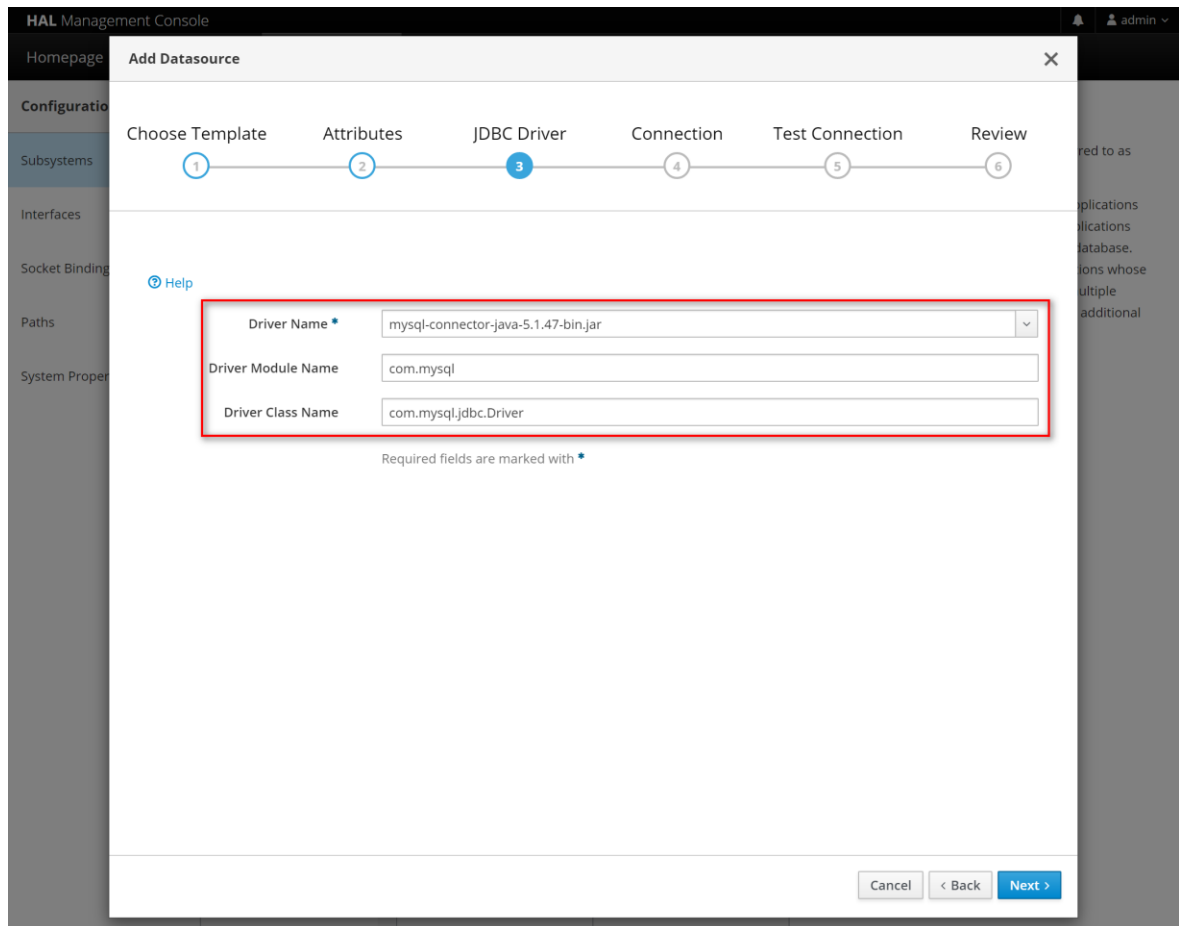 HAL Management Console
admin
Homepage
Add Datasource
Configuratio
Choose Template Attributes JDBC Driver Connection Test Connection Review
1 2 3 4 5 6
Subsystems
red to as
Interfaces
pplications
plications
database.
Socket Binding
ions whose
ultiple
additional
Help
Paths
Driver Name *
mysql-connector-java-5.1.47-bin.jar
System Proper
Driver Module Name
com.mysql
Driver Class Name
com.mysql.jdbc.Driver
Required fields are marked with *
Cancel < Back Next >